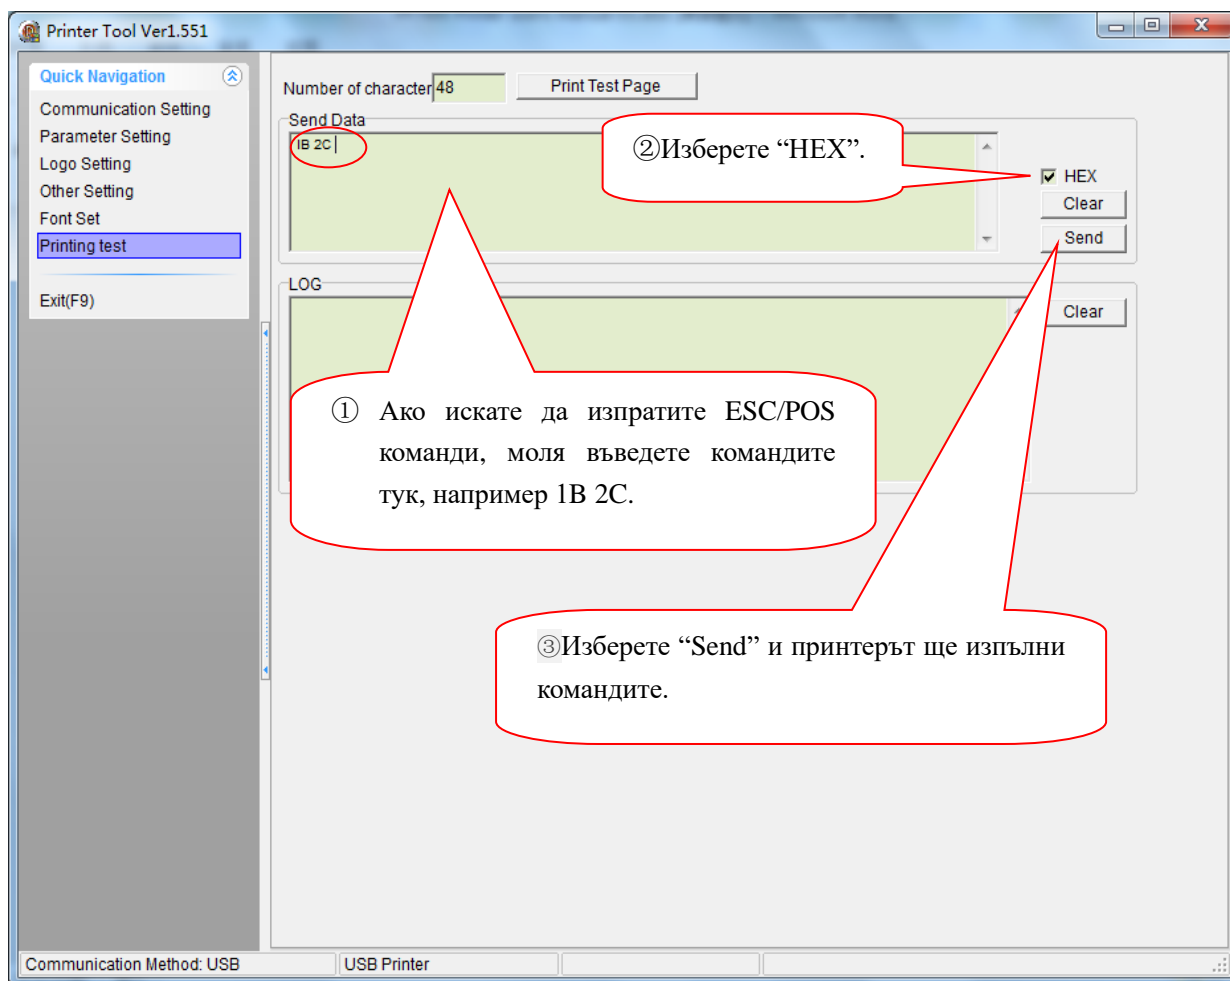 Printer Tool Ver1.551
Quick Navigation
Communication Setting
Parameter Setting
Logo Setting
Other Setting
Font Set
Printing test
Exit(F9)
Number of character 48 Print Test Page
Send Data
IB 2C
②Изберете “HEX”.
HEX
Clear
Send
LOG
Clear
① Ако искате да изпратите ESC/POS
команди, моля въведете командите
тук, например 1B 2C.
③Изберете “Send” и принтерът ще изпълни
командите.
Communication Method: USB USB Printer